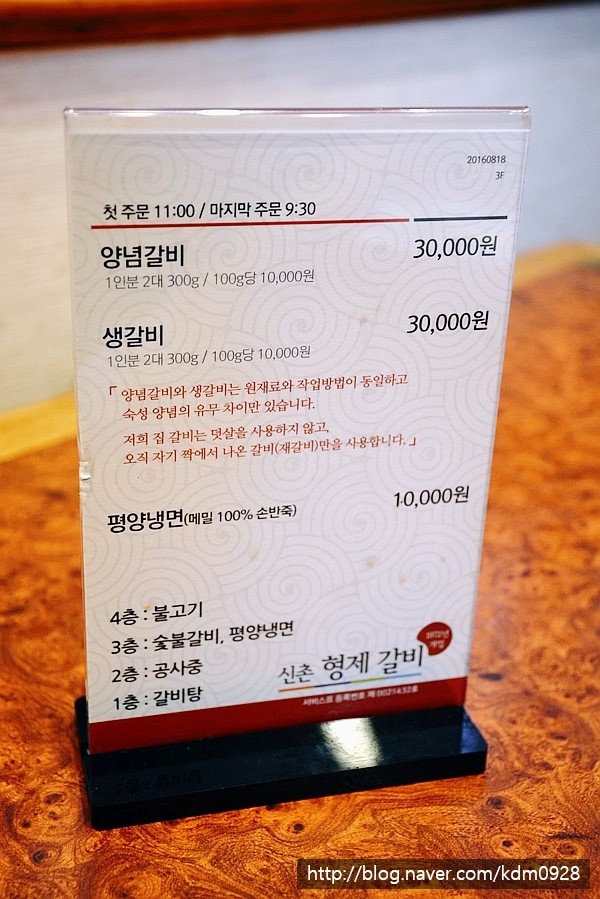 20160818
3F
첫 주문 11:00 / 마지막 주문 9:30
양념갈비 30,000원
1인분 2대 300g / 100g당 10,000원
생갈비 30,000원
1인분 2대 300g / 100g당 10,000원
「 양념갈비와 생갈비는 원재료와 작업방법이 동일하고
숙성 양념의 유무 차이만 있습니다.
저희 집 갈비는 덧살을 사용하지 않고,
오직 자기 짝에서 나온 갈비(재갈비)만을 사용합니다. 」
평양냉면(메밀 100% 손반죽) 10,000원
4층 : 불고기
3층 : 숯불갈비, 평양냉면
2층 : 공사중
1층 : 갈비탕
개업
신촌 형제 갈비
서비스표 등록번호 제 0021432호
http://blog.naver.com/kdm0928